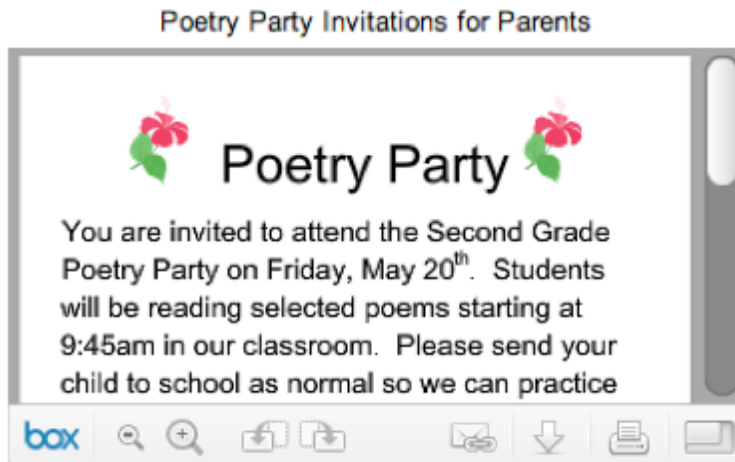 Poetry Party Invitations for Parents
Poetry Party
You are invited to attend the Second Grade
Poetry Party on Friday, May 20th.  Students
will be reading selected poems starting at
9:45am in our classroom.  Please send your
child to school as normal so we can practice
box